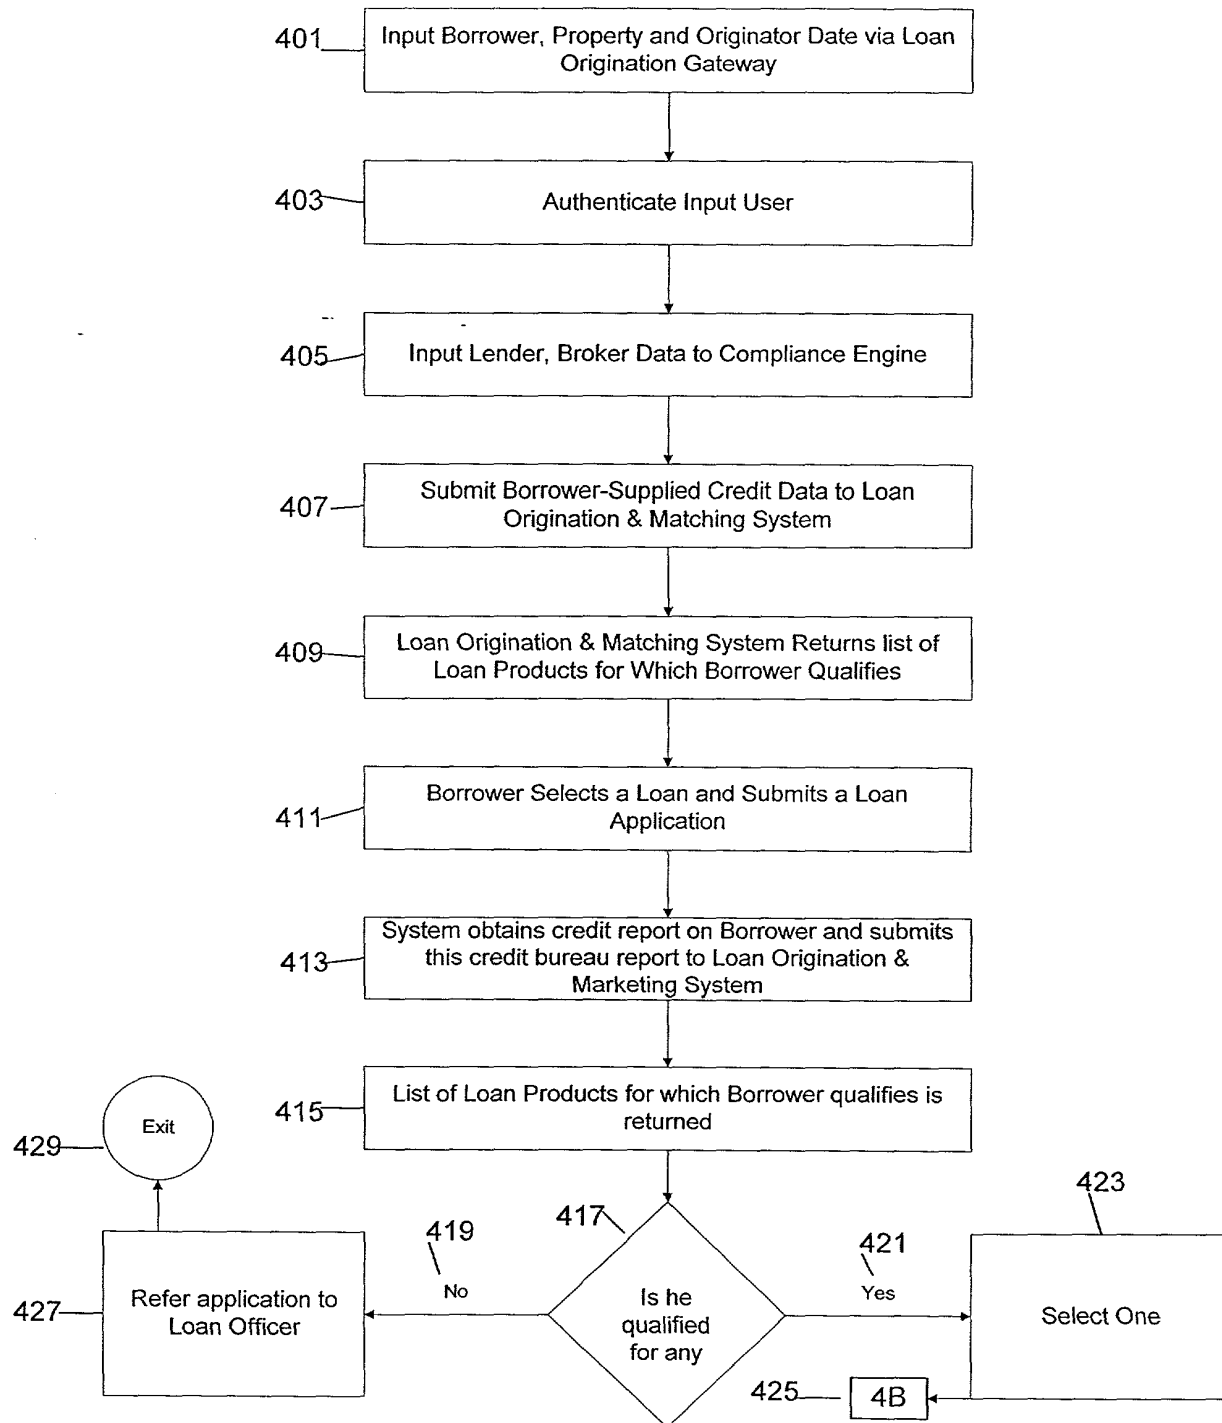 401
Input Borrower, Property and Originator Date via Loan
Origination Gateway
403
Authenticate Input User
405
Input Lender, Broker Data to Compliance Engine
407
Submit Borrower-Supplied Credit Data to Loan
Origination & Matching System
409
Loan Origination & Matching System Returns list of
Loan Products for Which Borrower Qualifies
411
Borrower Selects a Loan and Submits a Loan
Application
413
System obtains credit report on Borrower and submits
this credit bureau report to Loan Origination &
Marketing System
415
List of Loan Products for which Borrower qualifies is
returned
429
Exit
427
Refer application to
Loan Officer
419
No
417
Is he
qualified
for any
421
Yes
423
Select One
425
4B